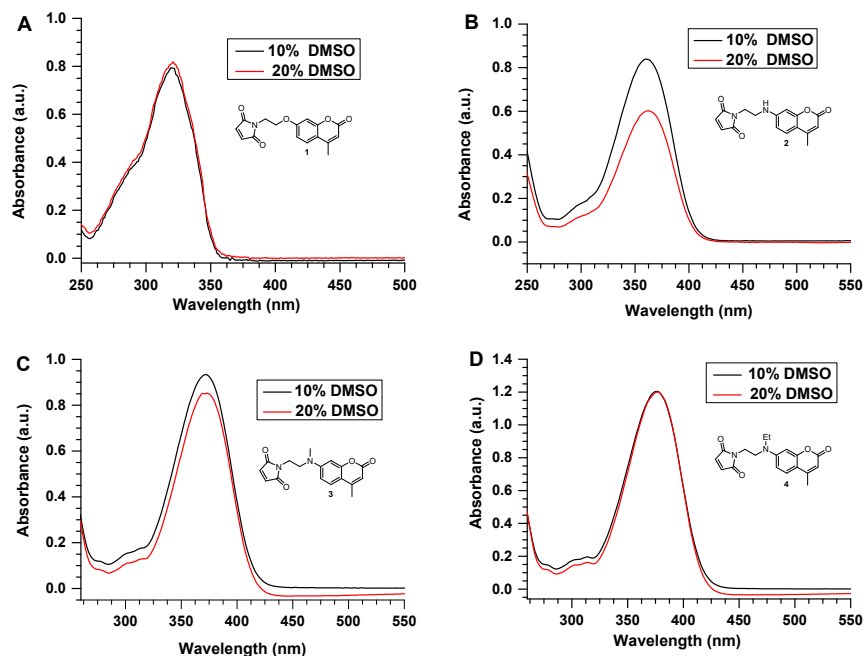 A
Absorbance (a.u.)
1.0
0.8
0.6
0.4
0.2
0.0
10% DMSO
20% DMSO
O
N
O
O
O
O
1
250 300 350 400 450 500
Wavelength (nm)
B
Absorbance (a.u.)
1.0
0.8
0.6
0.4
0.2
0.0
10% DMSO
20% DMSO
O
N
O
H
N
O
O
2
250 300 350 400 450 500 550
Wavelength (nm)
C
Absorbance (a.u.)
1.0
0.8
0.6
0.4
0.2
0.0
10% DMSO
20% DMSO
O
N
O
N
O
O
3
300 350 400 450 500 550
Wavelength (nm)
D
Absorbance (a.u.)
1.4
1.2
1.0
0.8
0.6
0.4
0.2
0.0
10% DMSO
20% DMSO
O
N
O
Et
N
O
O
4
300 350 400 450 500 550
Wavelength (nm)